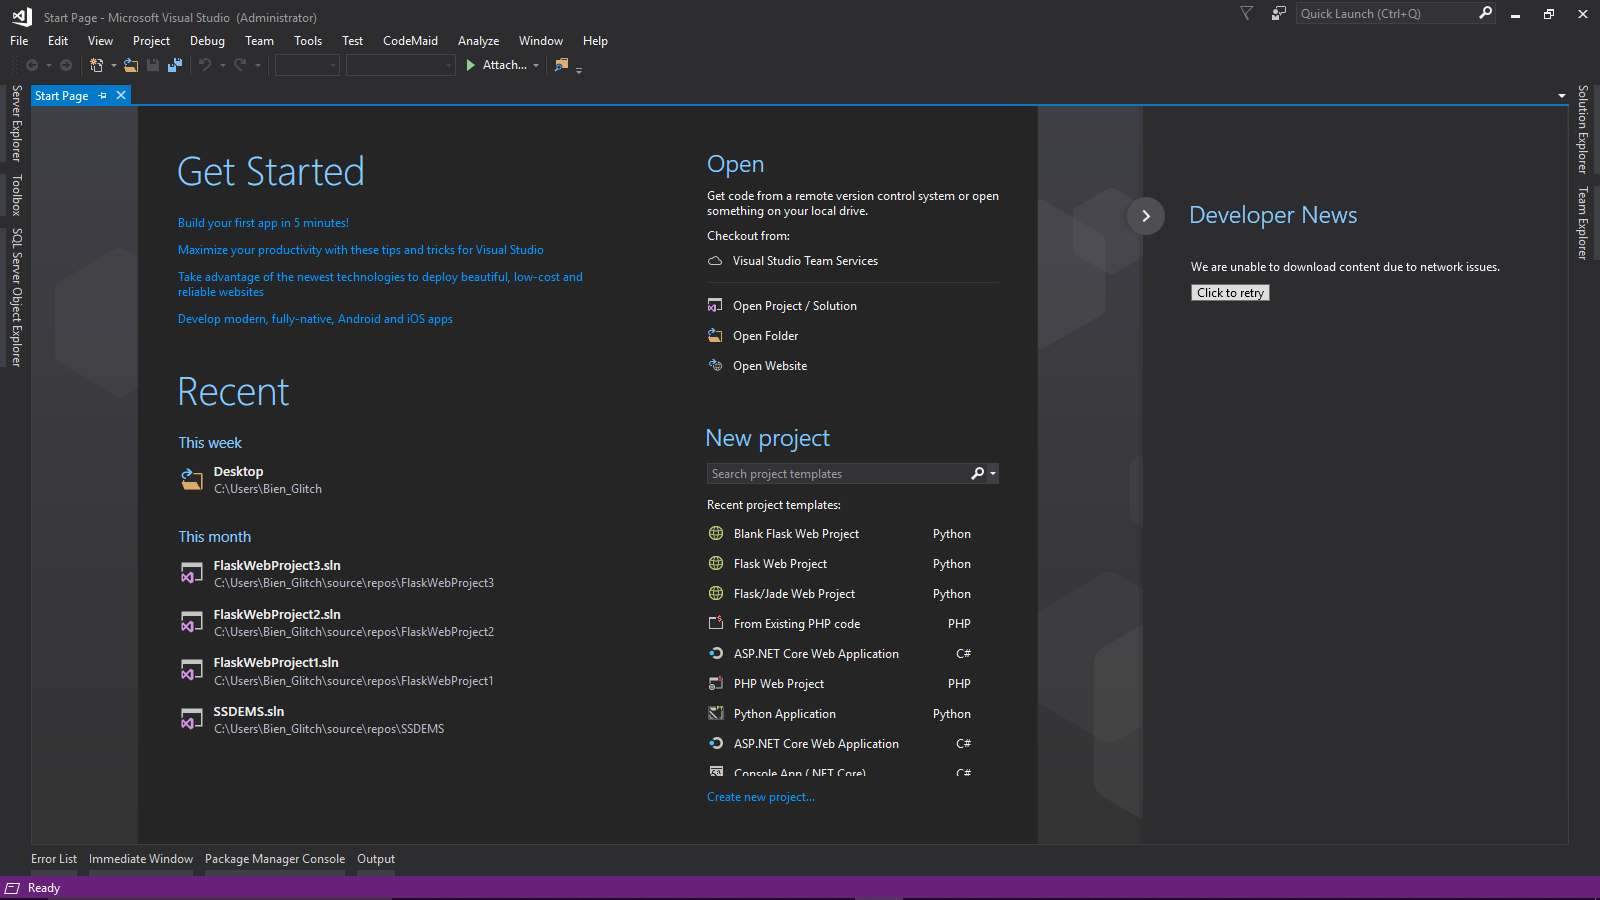 Start Page - Microsoft Visual Studio (Administrator)
Quick Launch (Ctrl+Q)
File Edit View Project Debug Team Tools Test CodeMaid Analyze Window Help
Attach...
Start Page
Server Explorer
Toolbox
SQL Server Object Explorer
Get Started
Build your first app in 5 minutes!
Maximize your productivity with these tips and tricks for Visual Studio
Take advantage of the newest technologies to deploy beautiful, low-cost and
reliable websites
Develop modern, fully-native, Android and iOS apps
Recent
This week
Desktop
C:\Users\Bien_Glitch
This month
FlaskWebProject3.sln
C:\Users\Bien_Glitch\source\repos\FlaskWebProject3
FlaskWebProject2.sln
C:\Users\Bien_Glitch\source\repos\FlaskWebProject2
FlaskWebProject1.sln
C:\Users\Bien_Glitch\source\repos\FlaskWebProject1
SSDEMS.sln
C:\Users\Bien_Glitch\source\repos\SSDEMS
Open
Get code from a remote version control system or open
something on your local drive.
Checkout from:
Visual Studio Team Services
Open Project / Solution
Open Folder
Open Website
New project
Search project templates
Recent project templates:
Blank Flask Web Project Python
Flask Web Project Python
Flask/Jade Web Project Python
From Existing PHP code PHP
ASP.NET Core Web Application C#
PHP Web Project PHP
Python Application Python
ASP.NET Core Web Application C#
Console App (.NET Core) C#
Create new project...
Developer News
We are unable to download content due to network issues.
Click to retry
Solution Explorer
Team Explorer
Error List Immediate Window Package Manager Console Output
Ready